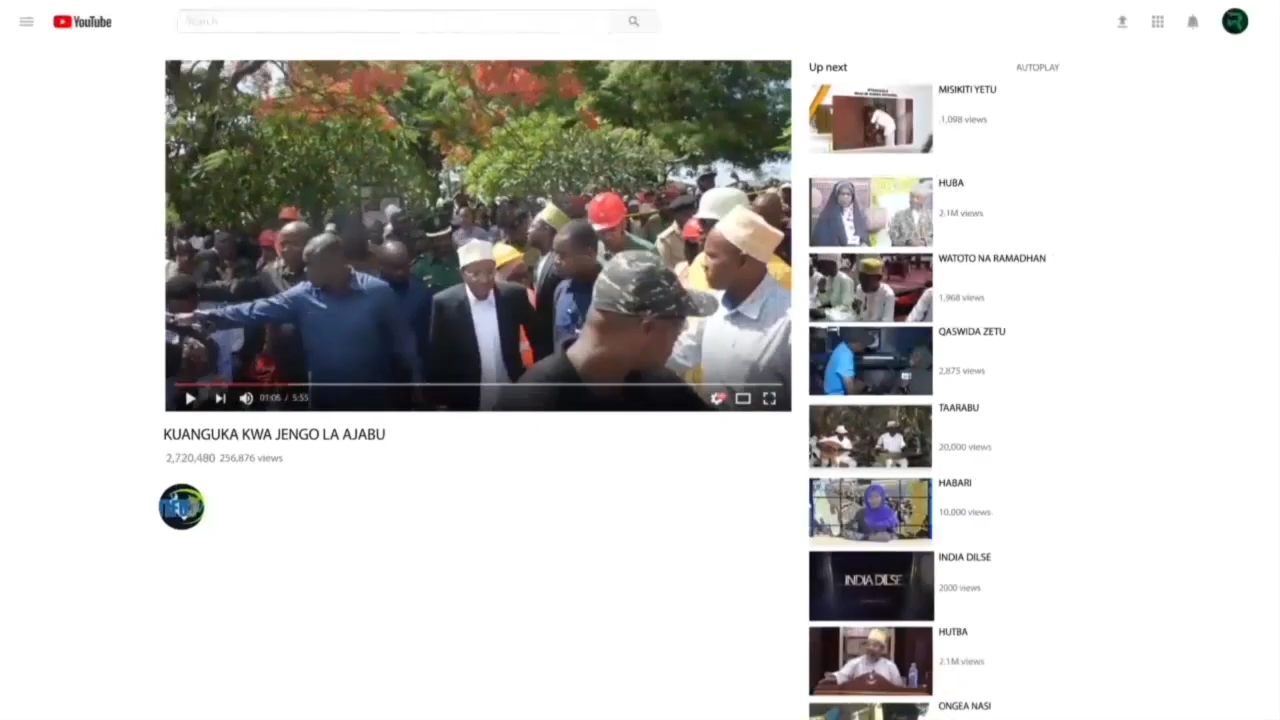 YouTube
Search
KUANGUKA KWA JENGO LA AJABU
2,720,480 256,876 views
01:06 / 5:55
Up next
AUTOPLAY
MISIKITI YETU
1,098 views
HUBA
2.1M views
WATOTO NA RAMADHAN
1,968 views
QASWIDA ZETU
2,875 views
TAARABU
20,000 views
HABARI
10,000 views
INDIA DILSE
INDIA DILSE
2000 views
HUTBA
2.1M views
ONGEA NASI